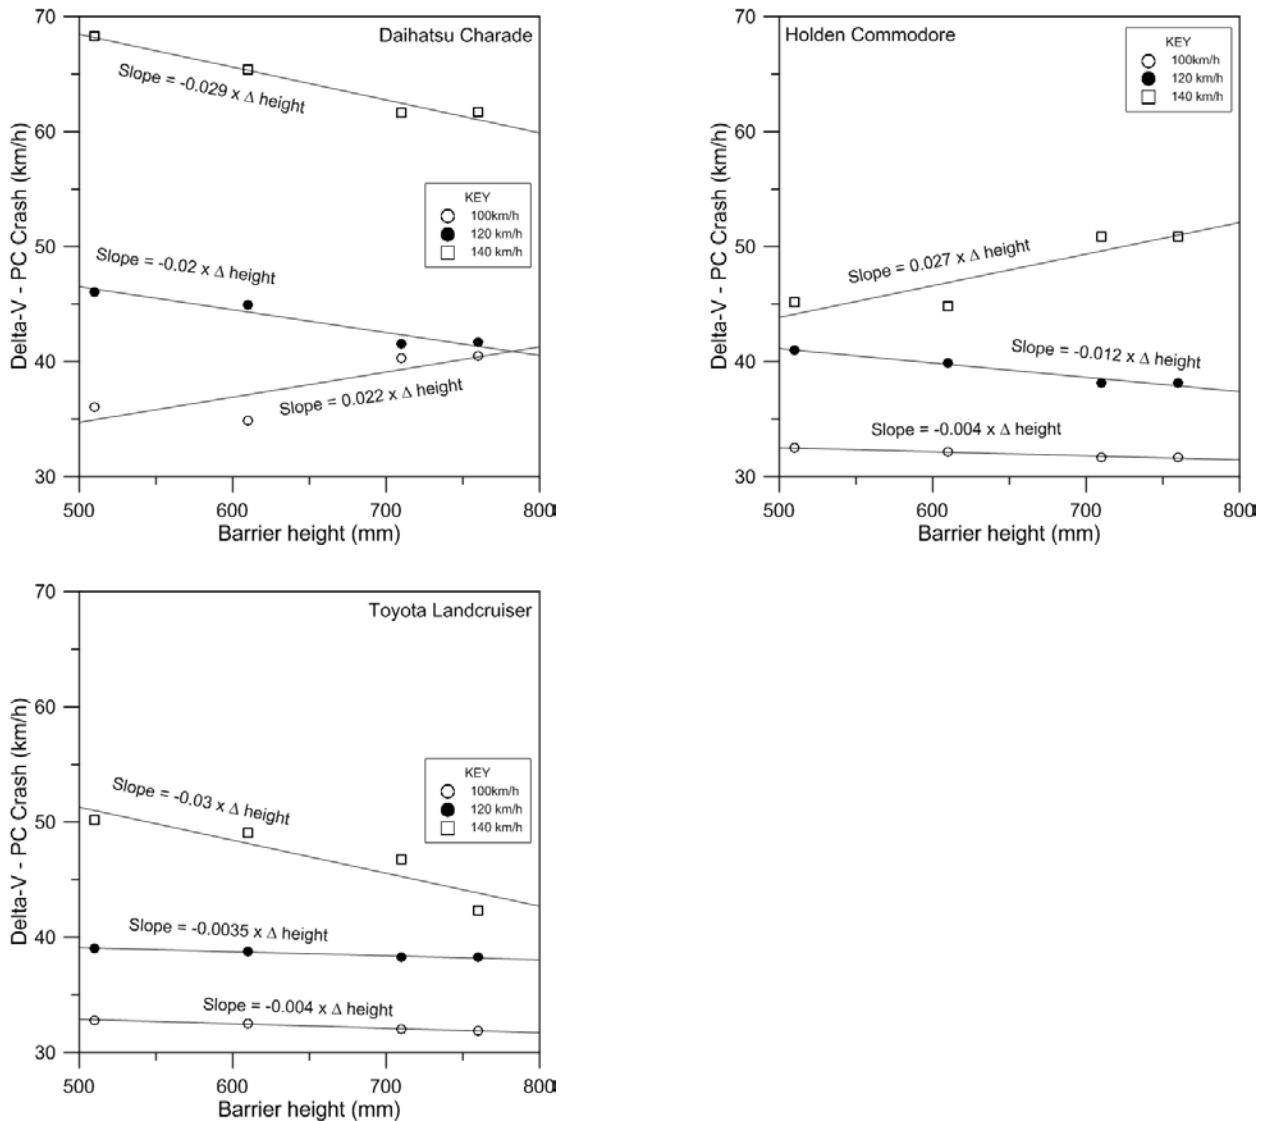 Daihatsu Charade
70
60
50
40
30
Delta-V - PC Crash (km/h)
Slope = -0.029 x Δ height
KEY
100km/h
120 km/h
140 km/h
Slope = -0.02 x Δ height
Slope = 0.022 x Δ height
500
600
700
800
Barrier height (mm)
Holden Commodore
70
60
50
40
30
Delta-V - PC Crash (km/h)
KEY
100km/h
120 km/h
140 km/h
Slope = 0.027 x Δ height
Slope = -0.012 x Δ height
Slope = -0.004 x Δ height
500
600
700
800
Barrier height (mm)
Toyota Landcruiser
70
60
50
40
30
Delta-V - PC Crash (km/h)
KEY
100km/h
120 km/h
140 km/h
Slope = -0.03 x Δ height
Slope = -0.0035 x Δ height
Slope = -0.004 x Δ height
500
600
700
800
Barrier height (mm)